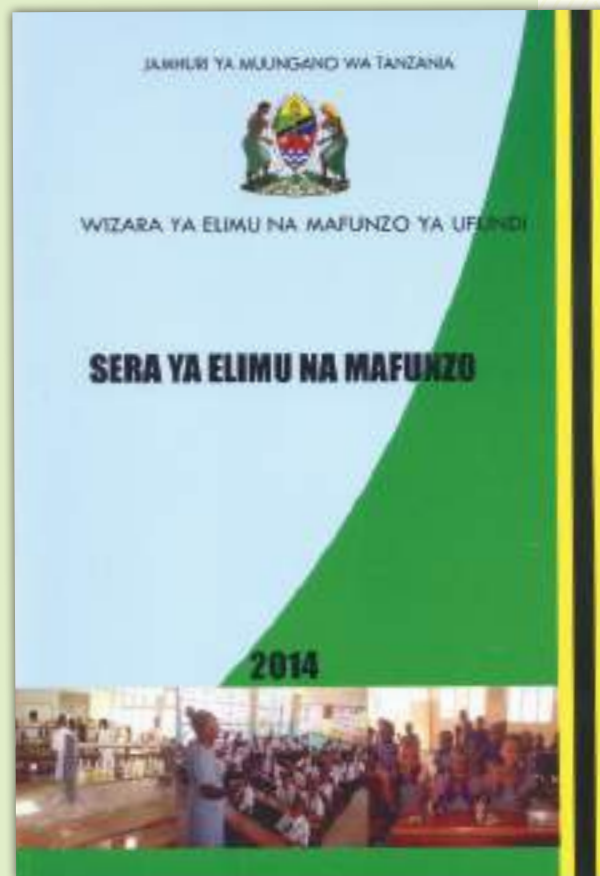 JAMHURI YA MUUNGANO WA TANZANIA
WIZARA YA ELIMU NA MAFUNZO YA UFUNDI
SERA YA ELIMU NA MAFUNZO
2014